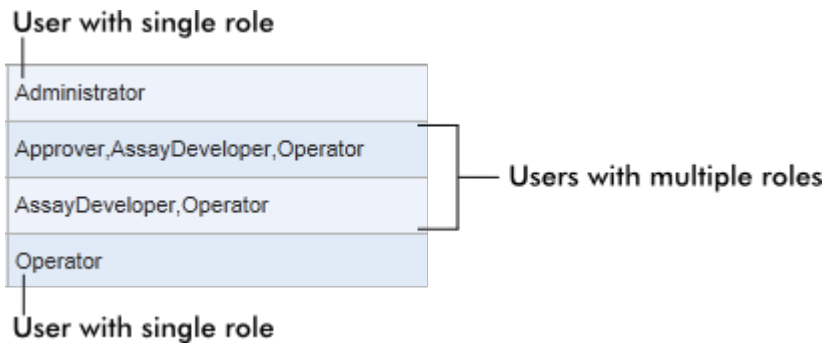 User with single role
Administrator
Approver,AssayDeveloper,Operator
AssayDeveloper,Operator
Users with multiple roles
Operator
User with single role